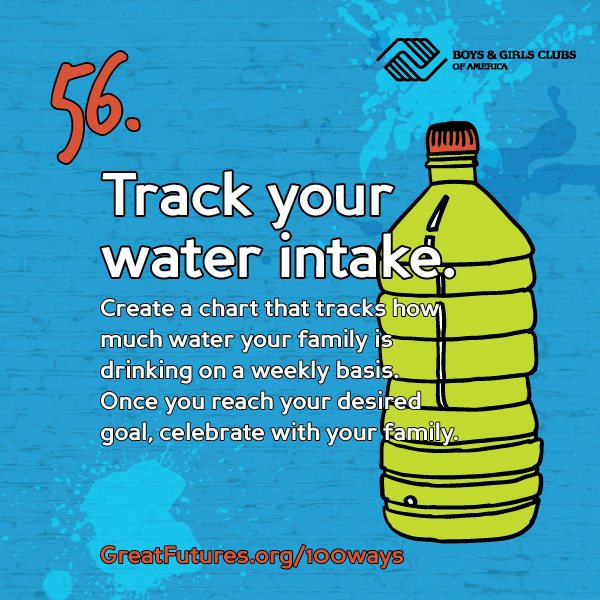 56.
BOYS & GIRLS CLUBS
OF AMERICA
Track your
water intake.
Create a chart that tracks how
much water your family is
drinking on a weekly basis.
Once you reach your desired
goal, celebrate with your family.
GreatFutures.org/100ways